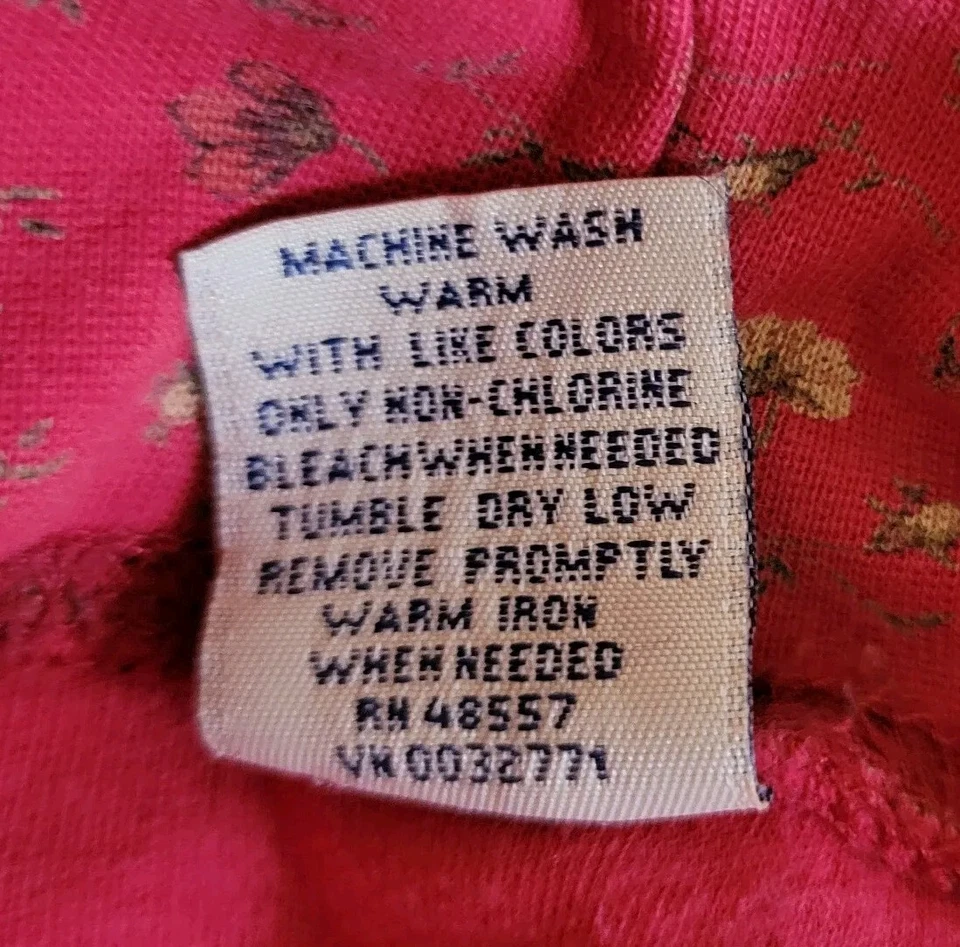 MACHINE WASH
WARM
WITH LIKE COLORS
ONLY NON-CHLORINE
BLEACH WHEN NEEDED
TUMBLE DRY LOW
REMOVE PROMPTLY
WARM IRON
WHEN NEEDED
RN 48557
VN 0032771